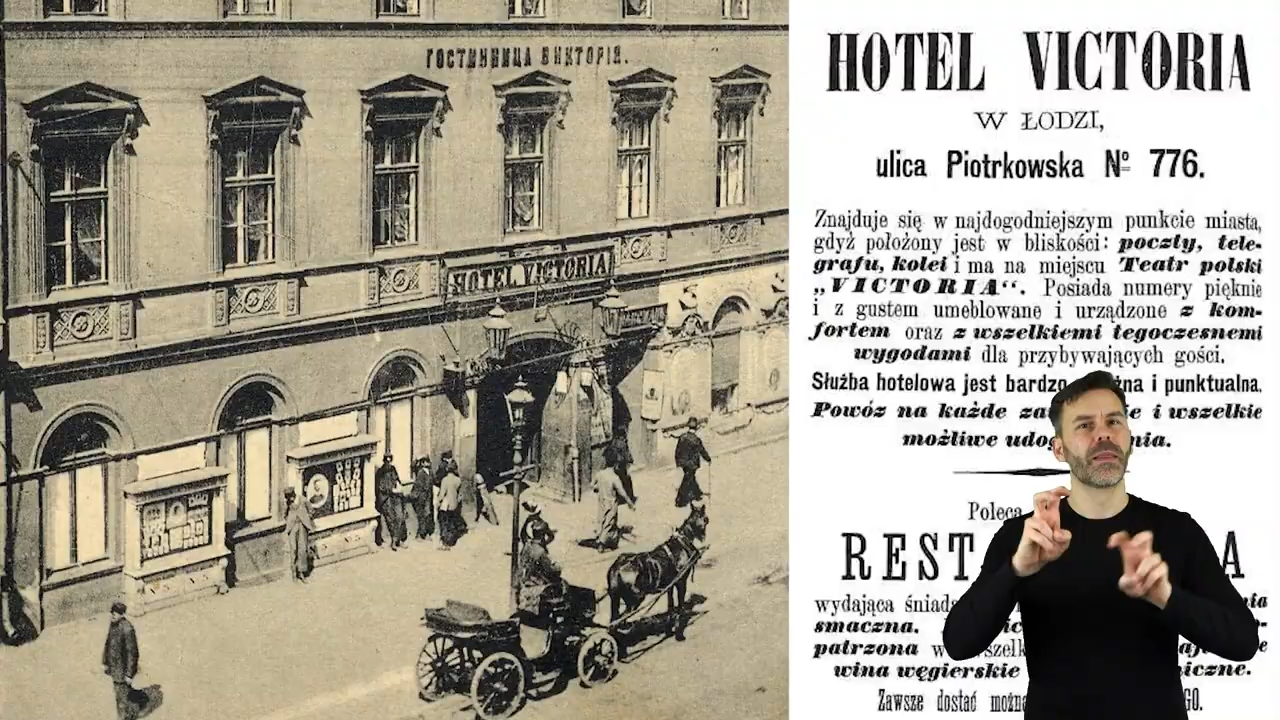 ГОСТИННИЦА ВИКТОРІЯ.
HOTEL VICTORIA
HOTEL VICTORIA
W ŁODZI,
ulica Piotrkowska № 776.
Znajduje się w najdogodniejszym punkcie miasta,
gdyż położony jest w bliskości: poczty, tele-
grafu, kolei i ma na miejscu Teatr polski
„VICTORIA“. Posiada numery pięknie
i z gustem umeblowane i urządzone z kom-
fortem oraz z wszelkiemi tegoczesnemi
wygodami dla przybywających gości.
Służba hotelowa jest bardzo i punktualna.
Powóz na każde i wszelkie
możliwe
Poleca
REST A
wydająca
smaczna.
patrzona w
wina węgierskie
Zawsze dostać można